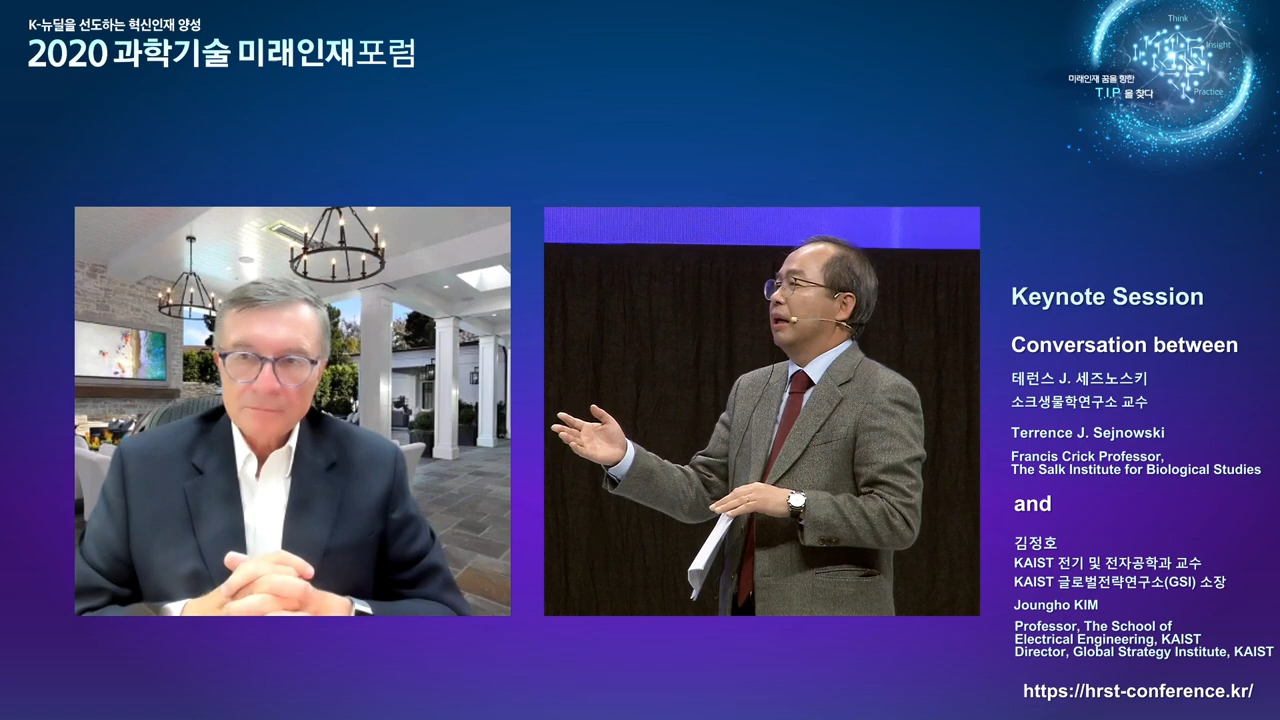 K-뉴딜을 선도하는 혁신인재 양성
2020 과학기술 미래인재포럼
Think
Insight
미래인재 꿈을 향한
T.I.P 을 찾다
Practice
Keynote Session
Conversation between
테런스 J. 세즈노스키
소크생물학연구소 교수
Terrence J. Sejnowski
Francis Crick Professor,
The Salk Institute for Biological Studies
and
김정호
KAIST 전기 및 전자공학과 교수
KAIST 글로벌전략연구소(GSI) 소장
Joungho KIM
Professor, The School of
Electrical Engineering, KAIST
Director, Global Strategy Institute, KAIST
https://hrst-conference.kr/